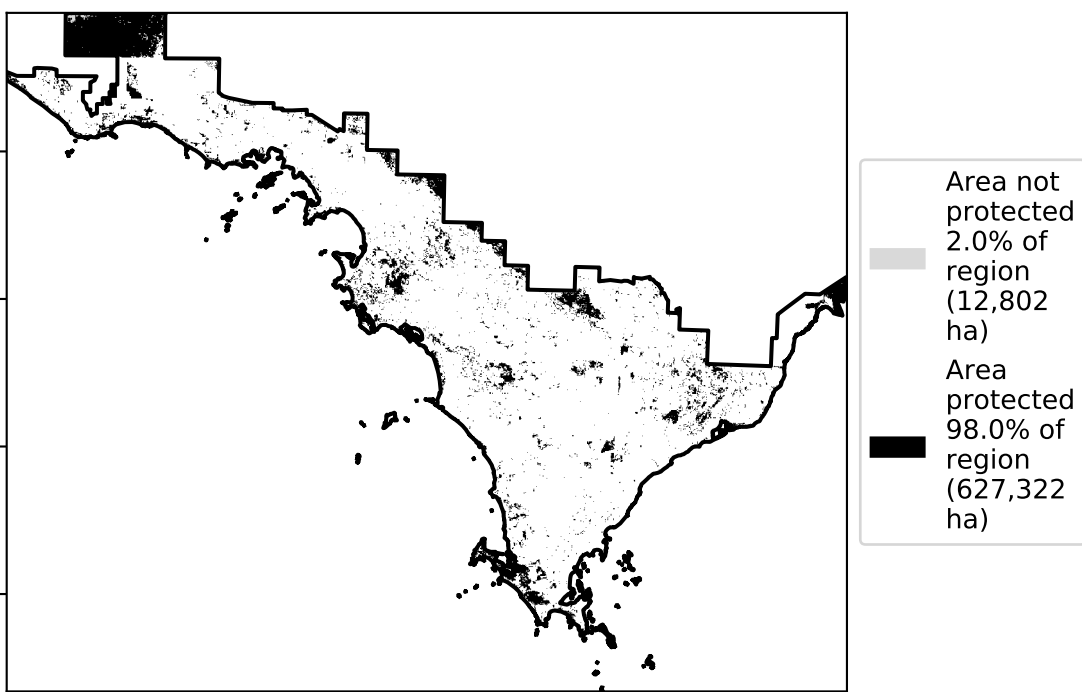 Area not
protected
2.0% of
region
(12,802
ha)
Area
protected
98.0% of
region
(627,322
ha)